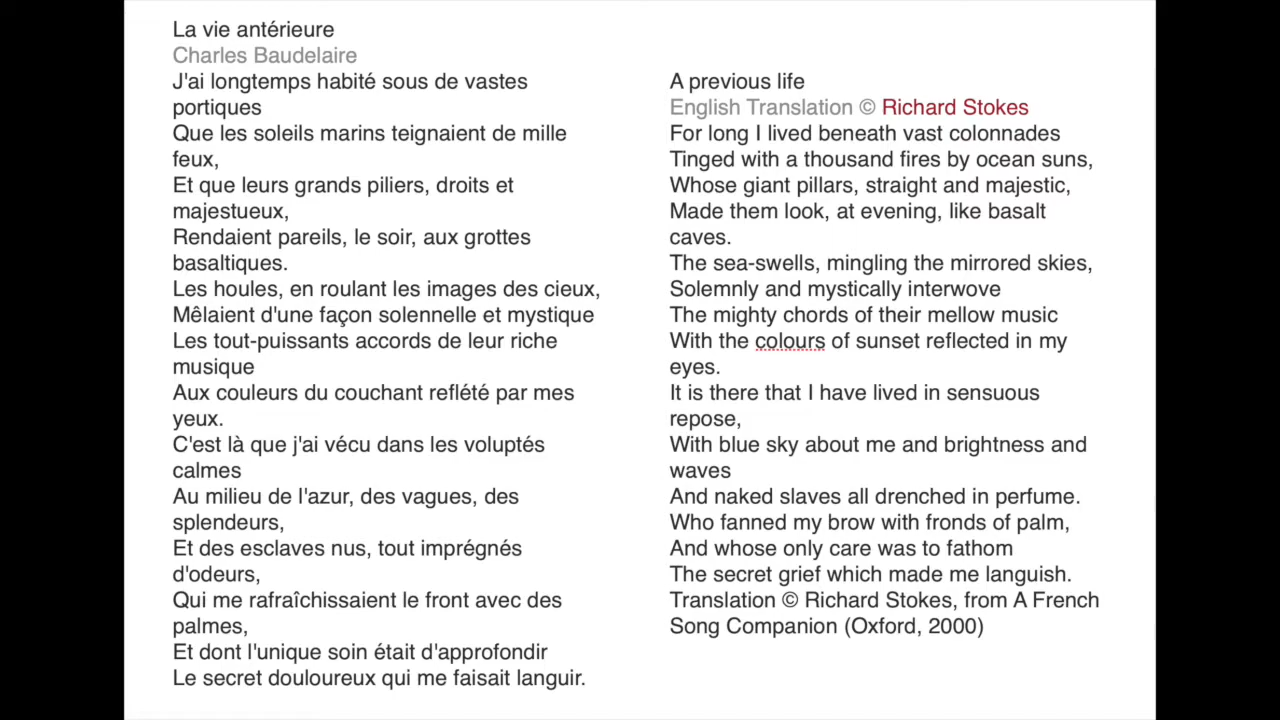 La vie antérieure
Charles Baudelaire
J'ai longtemps habité sous de vastes
portiques
Que les soleils marins teignaient de mille
feux,
Et que leurs grands piliers, droits et
majestueux,
Rendaient pareils, le soir, aux grottes
basaltiques.
Les houles, en roulant les images des cieux,
Mêlaient d'une façon solennelle et mystique
Les tout-puissants accords de leur riche
musique
Aux couleurs du couchant reflété par mes
yeux.
C'est là que j'ai vécu dans les voluptés
calmes
Au milieu de l'azur, des vagues, des
splendeurs,
Et des esclaves nus, tout imprégnés
d'odeurs,
Qui me rafraîchissaient le front avec des
palmes,
Et dont l'unique soin était d'approfondir
Le secret douloureux qui me faisait languir.
A previous life
English Translation © Richard Stokes
For long I lived beneath vast colonnades
Tinged with a thousand fires by ocean suns,
Whose giant pillars, straight and majestic,
Made them look, at evening, like basalt
caves.
The sea-swells, mingling the mirrored skies,
Solemnly and mystically interwove
The mighty chords of their mellow music
With the colours of sunset reflected in my
eyes.
It is there that I have lived in sensuous
repose,
With blue sky about me and brightness and
waves
And naked slaves all drenched in perfume.
Who fanned my brow with fronds of palm,
And whose only care was to fathom
The secret grief which made me languish.
Translation © Richard Stokes, from A French
Song Companion (Oxford, 2000)